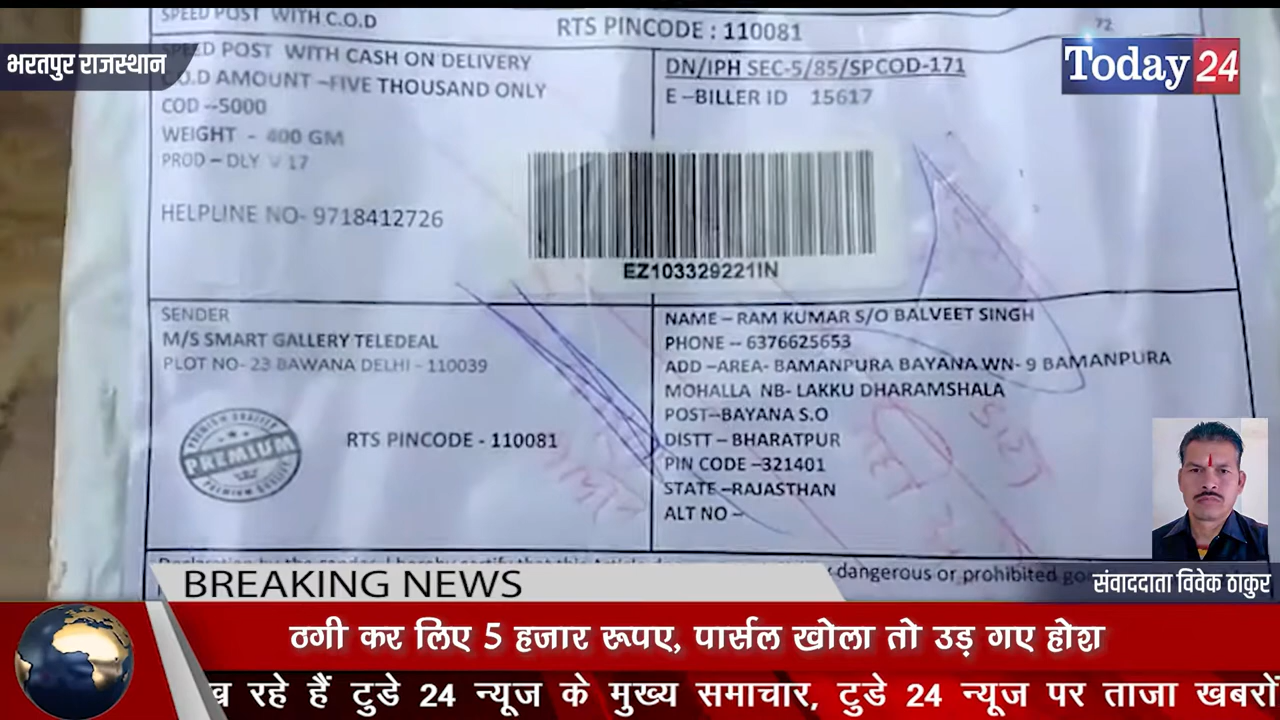 SPEED POST WITH C.O.D
RTS PINCODE : 110081
72
भरतपुर राजस्थान
Today 24
SPEED POST WITH CASH ON DELIVERY
C.O.D AMOUNT –FIVE THOUSAND ONLY
COD --5000
WEIGHT - 400 GM
PROD – DLY W 17
HELPLINE NO- 9718412726
DN/IPH SEC-5/85/SPCOD-171
E –BILLER ID 15617
EZ103329221IN
SENDER
M/S SMART GALLERY TELEDEAL
PLOT NO- 23 BAWANA DELHI - 110039
PREMIUM QUALITY
PREMIUM
PREMIUM QUALITY
RTS PINCODE - 110081
NAME – RAM KUMAR S/O BALVEET SINGH
PHONE -- 6376625653
ADD –AREA- BAMANPURA BAYANA WN- 9 BAMANPURA
MOHALLA NB- LAKKU DHARAMSHALA
POST–BAYANA S.O
DISTT – BHARATPUR
PIN CODE –321401
STATE –RAJASTHAN
ALT NO –
dangerous or prohibited
संवाददाता विवेक ठाकुर
BREAKING NEWS
ठगी कर लिए 5 हजार रूपए, पार्सल खोला तो उड़ गए होश
रहे हैं टुडे 24 न्यूज के मुख्य समाचार, टुडे 24 न्यूज पर ताजा खबरों